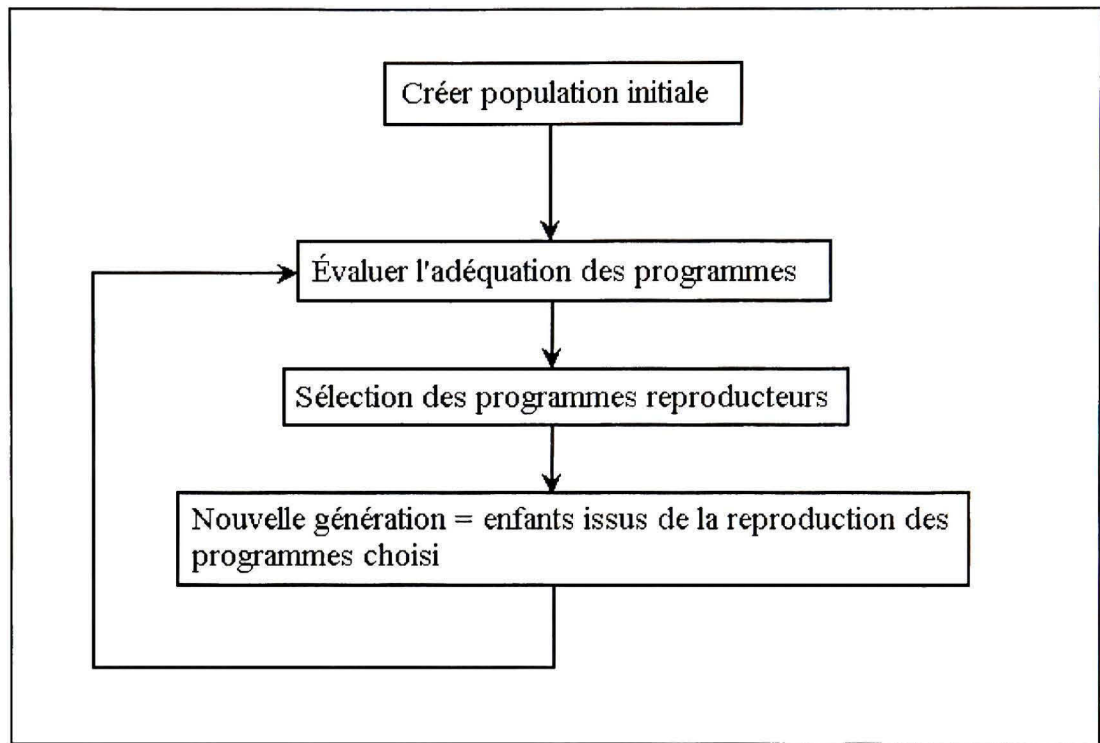 Créer population initiale
Évaluer l'adéquation des programmes
Sélection des programmes reproducteurs
Nouvelle génération = enfants issus de la reproduction des
programmes choisi